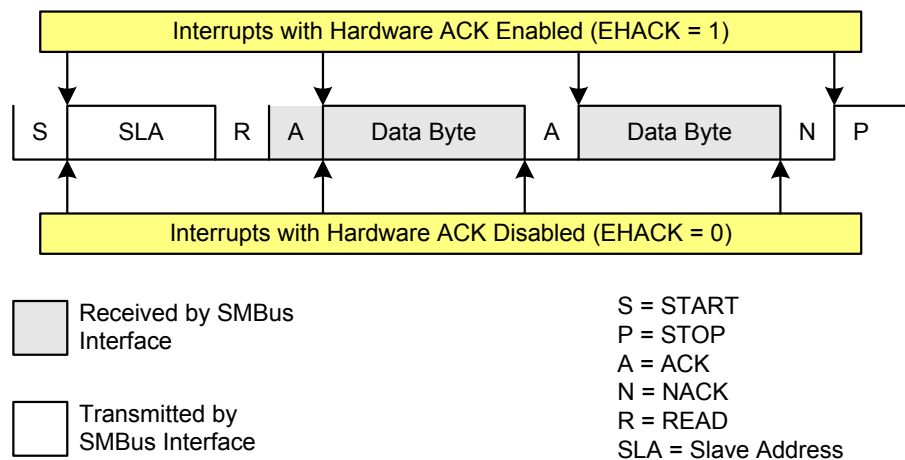 Interrupts with Hardware ACK Enabled (EHACK = 1)
S SLA R A Data Byte A Data Byte N P
Interrupts with Hardware ACK Disabled (EHACK = 0)
Received by SMBus
Interface
Transmitted by
SMBus Interface
S = START
P = STOP
A = ACK
N = NACK
R = READ
SLA = Slave Address